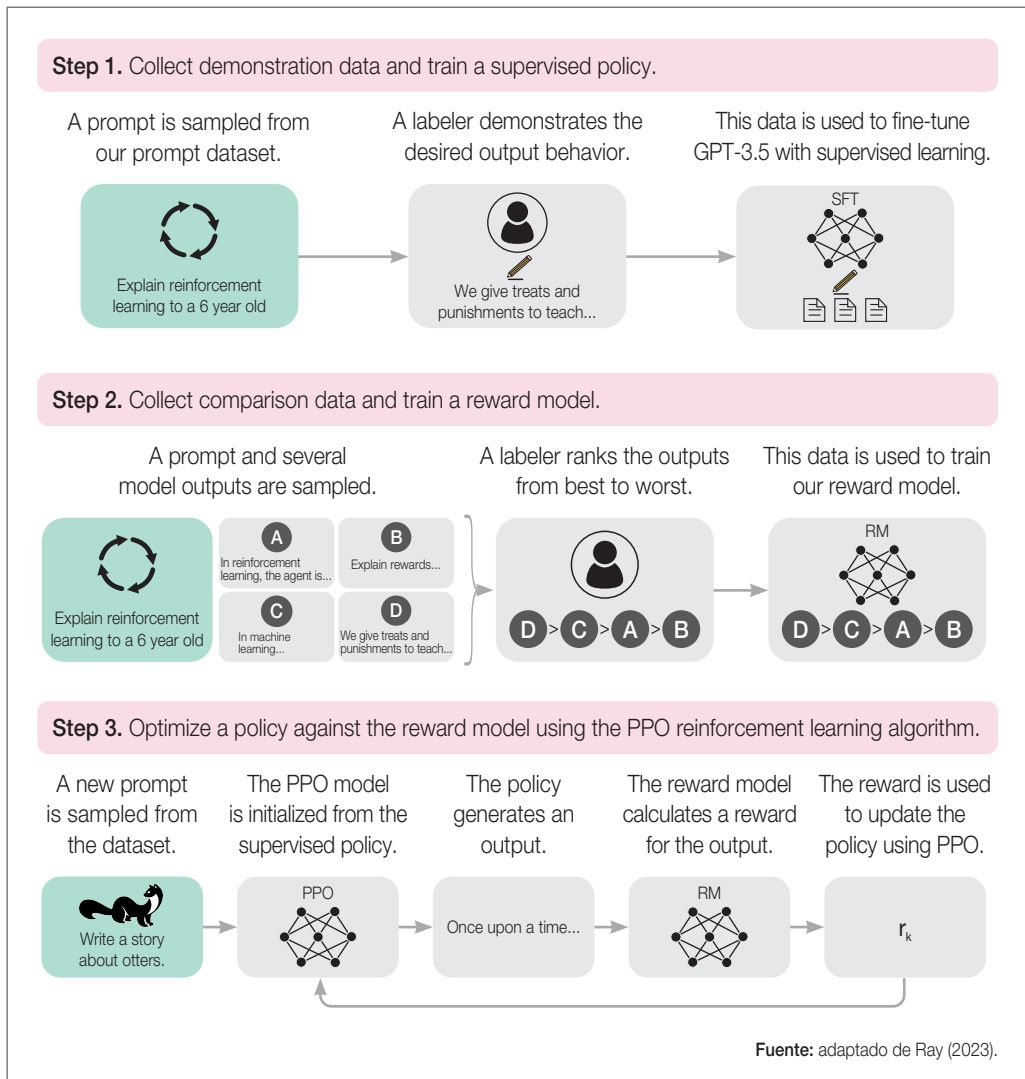 Step 1. Collect demonstration data and train a supervised policy.
A prompt is sampled from
our prompt dataset.
Explain reinforcement
learning to a 6 year old
A labeler demonstrates the
desired output behavior.
We give treats and
punishments to teach...
This data is used to fine-tune
GPT-3.5 with supervised learning.
SFT
Step 2. Collect comparison data and train a reward model.
A prompt and several
model outputs are sampled.
Explain reinforcement
learning to a 6 year old
A
In reinforcement
learning, the agent is...
B
Explain rewards...
C
In machine
learning...
D
We give treats and
punishments to teach...
A labeler ranks the outputs
from best to worst.
D > C > A > B
This data is used to train
our reward model.
RM
D > C > A > B
Step 3. Optimize a policy against the reward model using the PPO reinforcement learning algorithm.
A new prompt
is sampled from
the dataset.
Write a story
about otters.
The PPO model
is initialized from the
supervised policy.
PPO
The policy
generates an
output.
Once upon a time...
The reward model
calculates a reward
for the output.
RM
The reward is used
to update the
policy using PPO.
rk
Fuente: adaptado de Ray (2023).